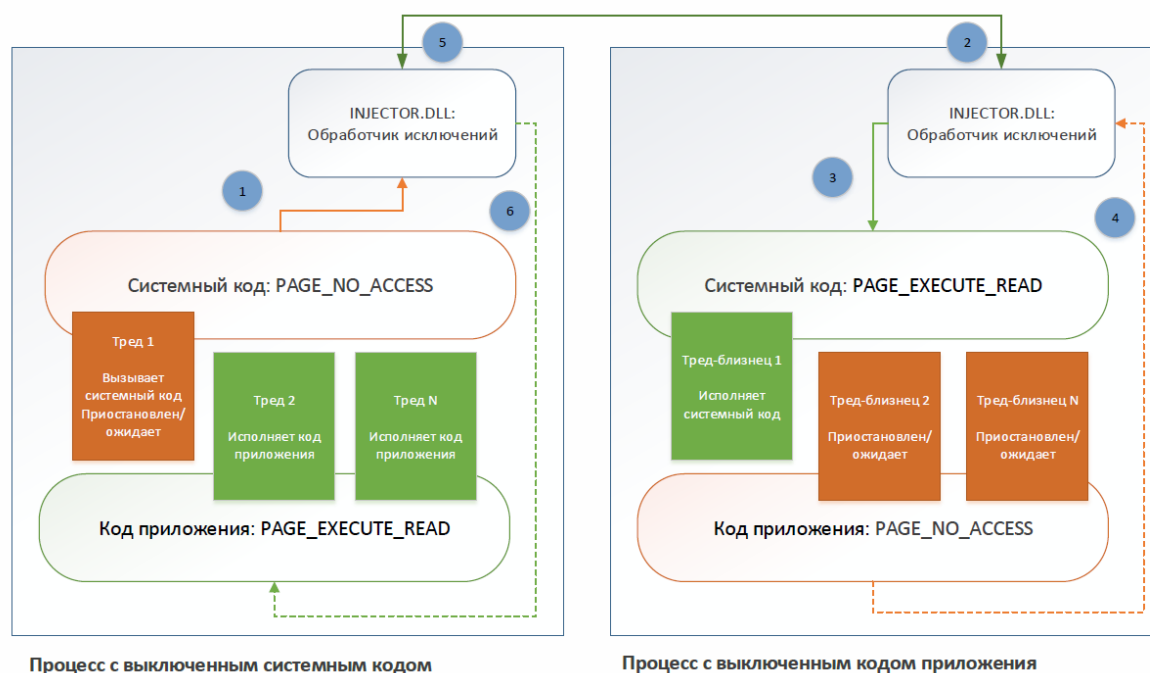 5
2
INJECTOR.DLL:
Обработчик исключений
INJECTOR.DLL:
Обработчик исключений
1
6
3
4
Системный код: PAGE_NO_ACCESS
Системный код: PAGE_EXECUTE_READ
Тред 1
Вызывает
системный код
Приостановлен/
ожидает
Тред 2
Исполняет код
приложения
Тред N
Исполняет код
приложения
Тред-близнец 1
Исполняет
системный код
Тред-близнец 2
Приостановлен/
ожидает
Тред-близнец N
Приостановлен/
ожидает
Код приложения: PAGE_EXECUTE_READ
Код приложения: PAGE_NO_ACCESS
Процесс с выключенным системным кодом
Процесс с выключенным кодом приложения